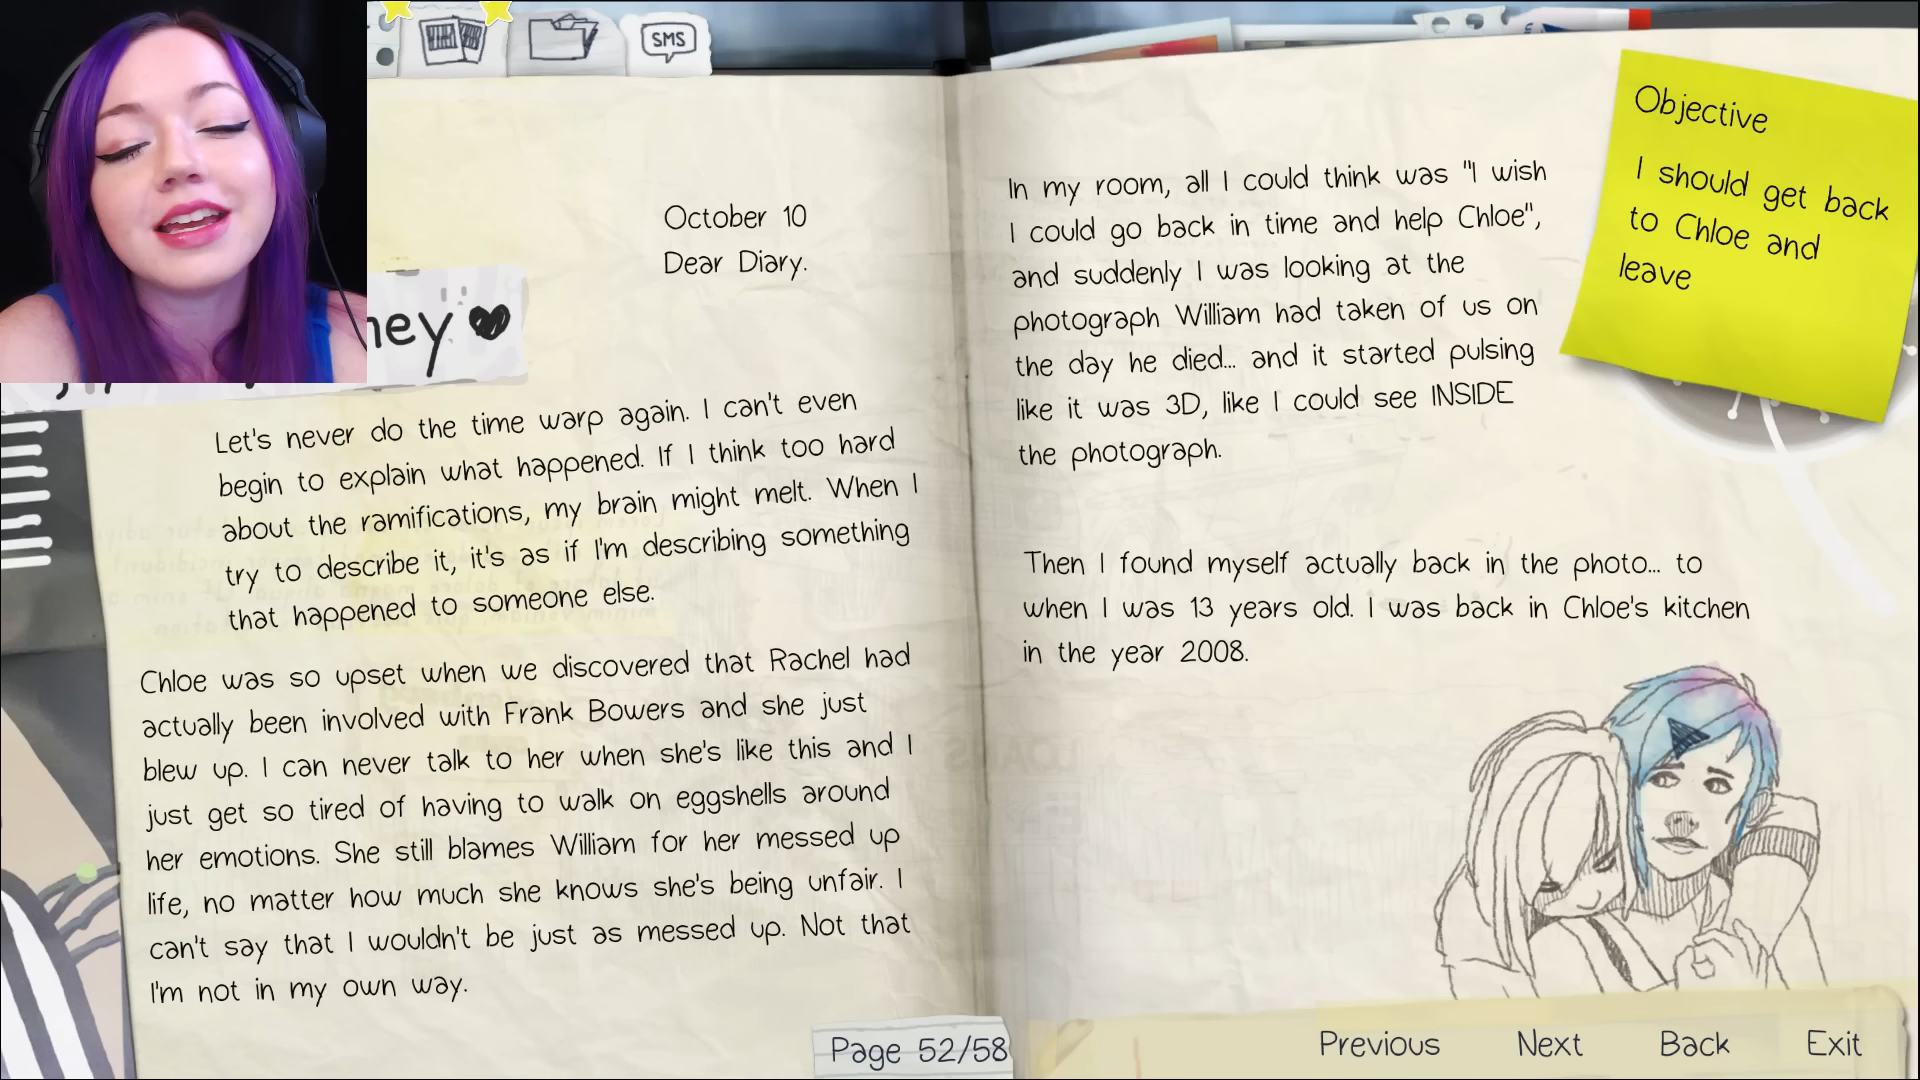 SMS
October 10
Dear Diary.
hey
Let's never do the time warp again. I can't even
begin to explain what happened. If I think too hard
about the ramifications, my brain might melt. When I
try to describe it, it's as if I'm describing something
that happened to someone else.
Chloe was so upset when we discovered that Rachel had
actually been involved with Frank Bowers and she just
blew up. I can never talk to her when she's like this and I
just get so tired of having to walk on eggshells around
her emotions. She still blames William for her messed up
life, no matter how much she knows she's being unfair. I
can't say that I wouldn't be just as messed up. Not that
I'm not in my own way.
Page 52/58
In my room, all I could think was "I wish
I could go back in time and help Chloe",
and suddenly I was looking at the
photograph William had taken of us on
the day he died... and it started pulsing
like it was 3D, like I could see INSIDE
the photograph.
Then I found myself actually back in the photo... to
when I was 13 years old. I was back in Chloe's kitchen
in the year 2008.
Objective
I should get back
to Chloe and
leave
Previous Next Back Exit